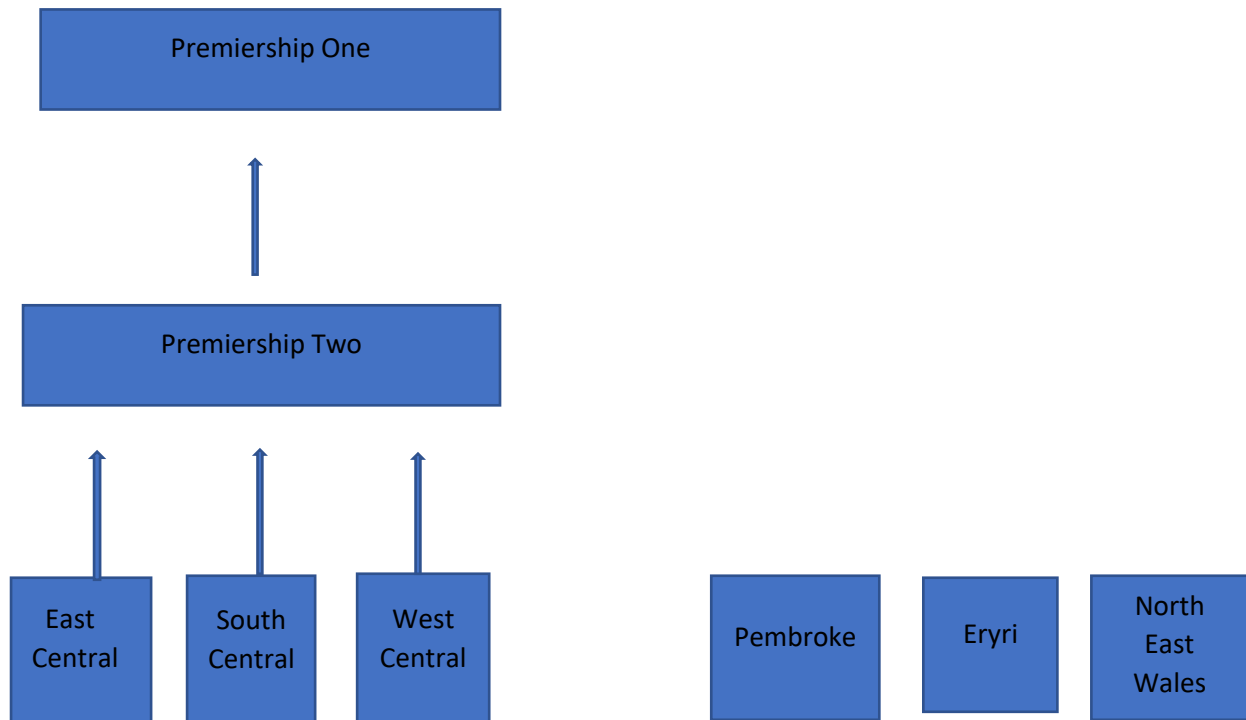 Premiership One
Premiership Two
East
Central
South
Central
West
Central
Pembroke
Eryri
North
East
Wales